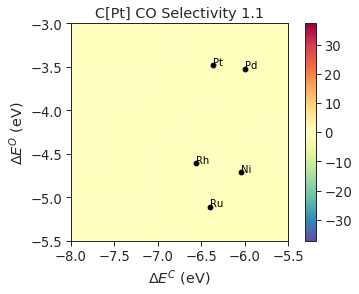 C[Pt] CO Selectivity 1.1
−3.0
−3.5
−4.0
−4.5
−5.0
−5.5
ΔE^O (eV)
Pt
Pd
Rh
Ni
Ru
−8.0 −7.5 −7.0 −6.5 −6.0 −5.5
ΔE^C (eV)
30
20
10
0
−10
−20
−30